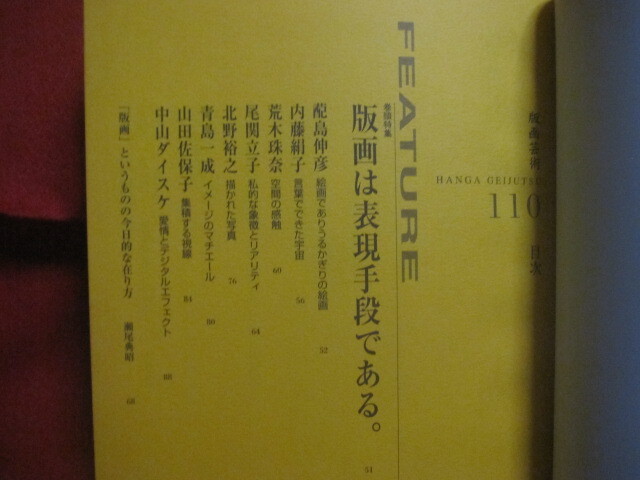 版画芸術
HANGA GEIJUTSU
110
目次
FEATURE
巻頭特集
版画は表現手段である。 51
配島伸彦 絵画でありうるかぎりの絵画 52
内藤絹子 言葉でできた宇宙 56
荒木珠奈 空間の感触 60
尾関立子 私的な象徴とリアリティ 64
北野裕之 描かれた写真 76
青島一成 イメージのマチエール 80
山田佐保子 集積する視線 84
中山ダイスケ 愛情とデジタルエフェクト 88
「版画」というものの今日的な在り方 瀬尾典昭 68